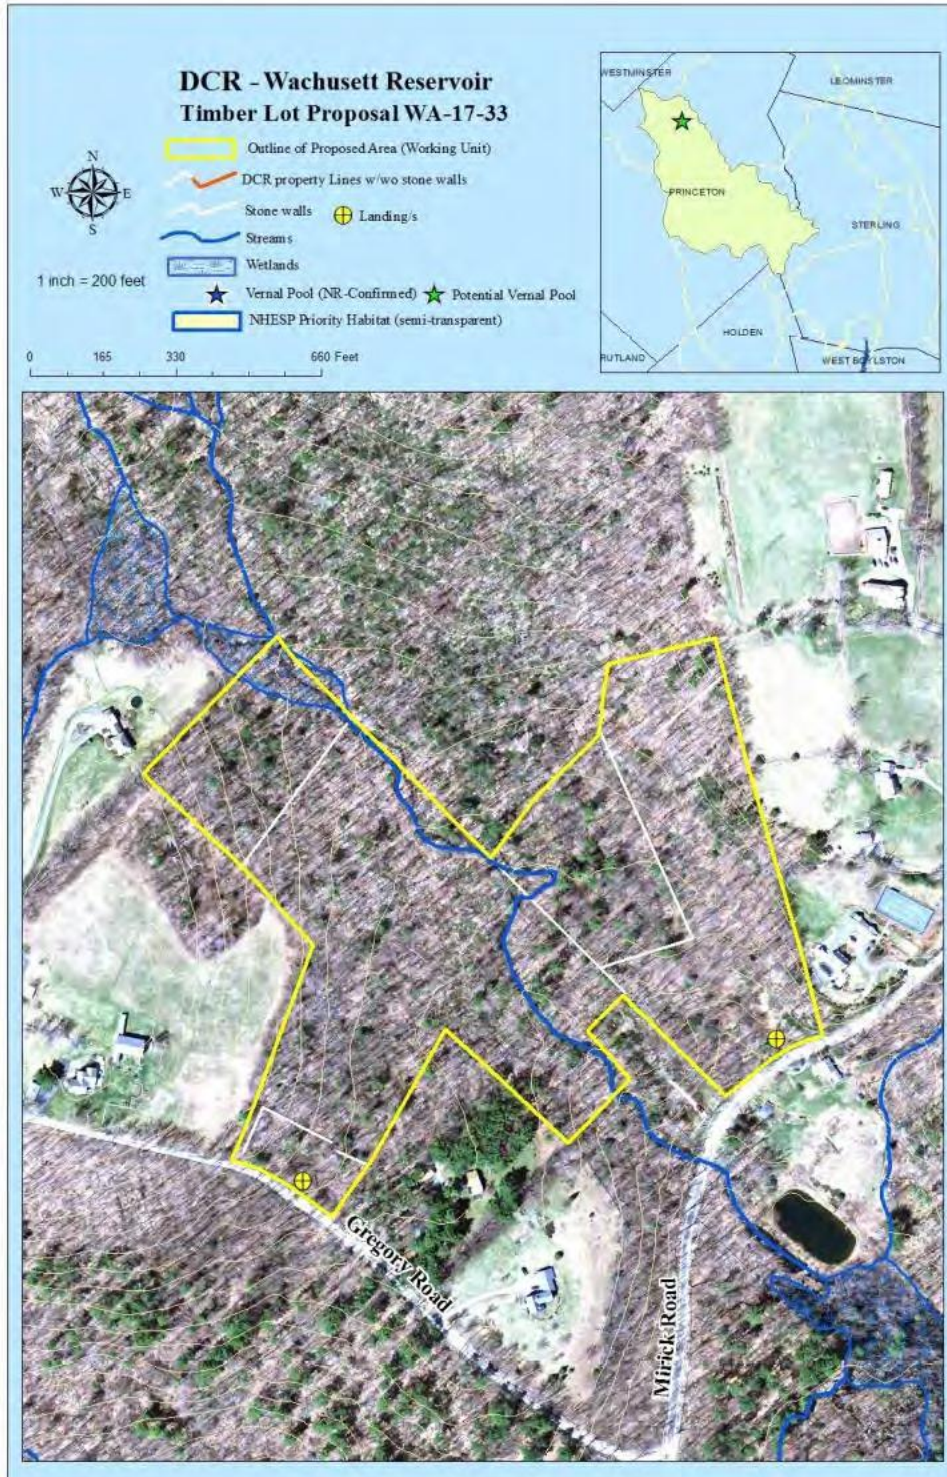 DCR - Wachusett Reservoir
Timber Lot Proposal WA-17-33
Outline of Proposed Area (Working Unit)
DCR property Lines w/wo stone walls
Stone walls
Landing/s
Streams
Wetlands
Vernal Pool (NR-Confirmed)
Potential Vernal Pool
NHESP Priority Habitat (semi-transparent)
N
W
E
S
1 inch = 200 feet
0 165 330 660 Feet
WESTMINSTER
LEOMINSTER
PRINCETON
STERLING
HOLDEN
RUTLAND
WEST BOYLSTON
Gregory Road
Mirick Road